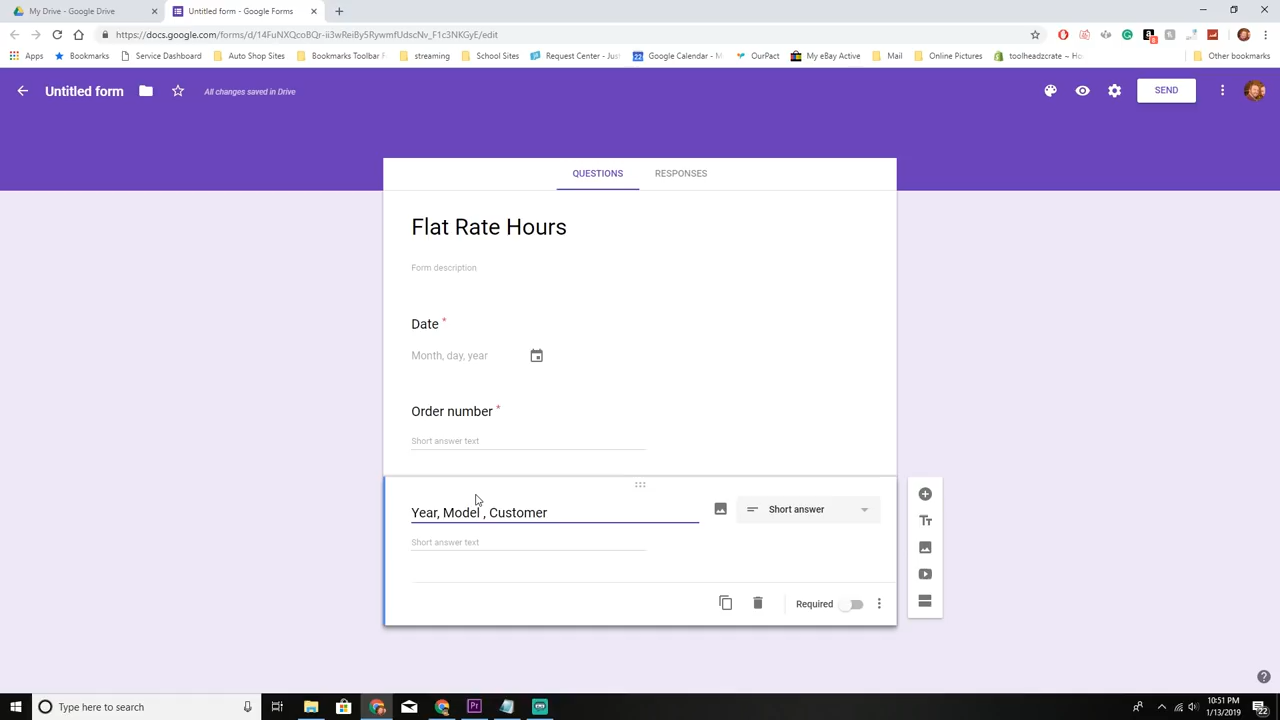 My Drive - Google Drive
Untitled form - Google Forms
https://docs.google.com/forms/d/14FuNXQcoBQr-ii3wReiBy5RywmfUdscNv_F1c3NKGyE/edit
Apps
Bookmarks
Service Dashboard
Auto Shop Sites
Bookmarks Toolbar F
streaming
School Sites
Request Center - Jus
22
Google Calendar - M
OurPact
My eBay Active
Mail
Online Pictures
toolheadzcrate ~ Ho
Other bookmarks
Untitled form
All changes saved in Drive
SEND
QUESTIONS
RESPONSES
Flat Rate Hours
Form description
Date *
Month, day, year
Order number *
Short answer text
Year, Model , Customer
Short answer
Short answer text
Required
Type here to search
10:51 PM
1/13/2019
22